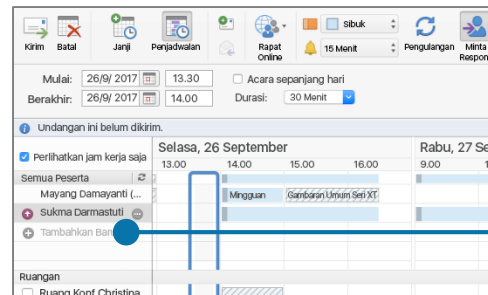 Kirim Batal Janji Penjadwalan Rapat Online Sibuk 15 Menit Pengulangan Minta Respon
Mulai: 26/9/ 2017 13.30 Acara sepanjang hari
Berakhir: 26/9/ 2017 14.00 Durasi: 30 Menit
Undangan ini belum dikirim.
Perlihatkan jam kerja saja Selasa, 26 September Rabu, 27 Se
13.00 14.00 15.00 16.00 9.00 1
Semua Peserta
Mayang Damayanti (... Mingguan Gambaran Umum Seri XT
Sukma Darmastuti
Tambahkan Bar
Ruangan
Ruang Konf Christina